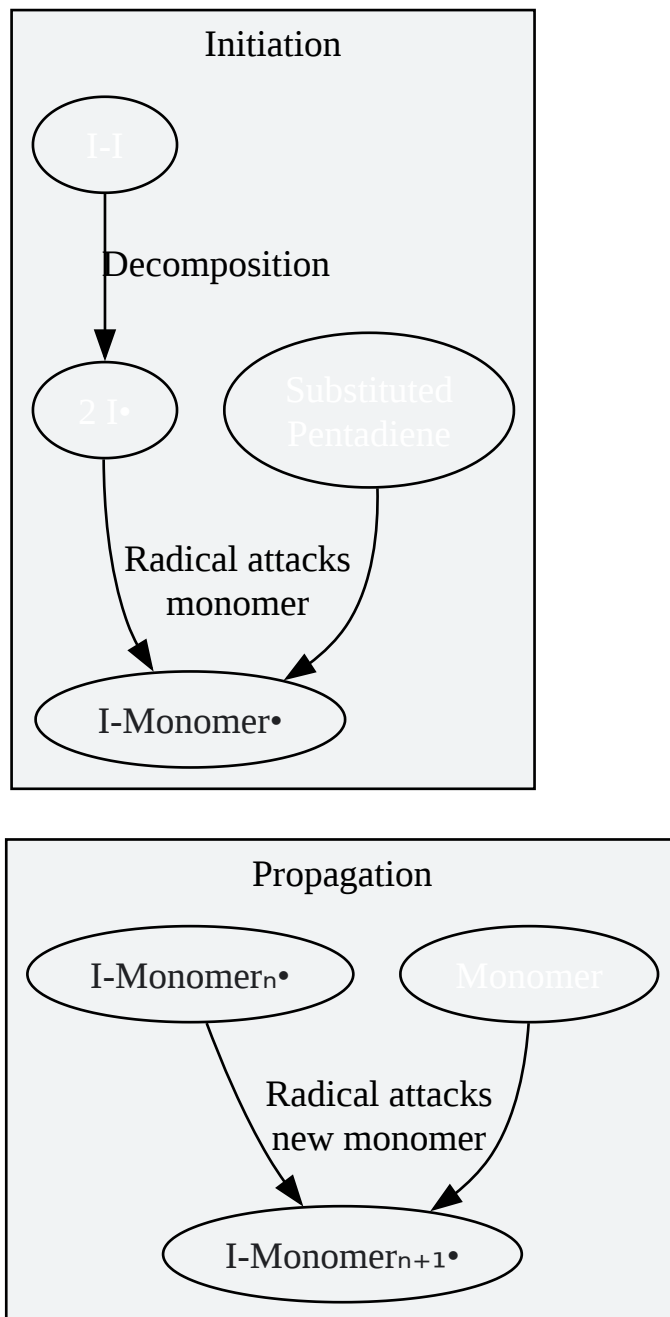 Initiation
I-I
Decomposition
2 I•
Substituted
Pentadiene
Radical attacks
monomer
I-Monomer•
Propagation
I-Monomerₙ•
Monomer
Radical attacks
new monomer
I-Monomerₙ₊₁•